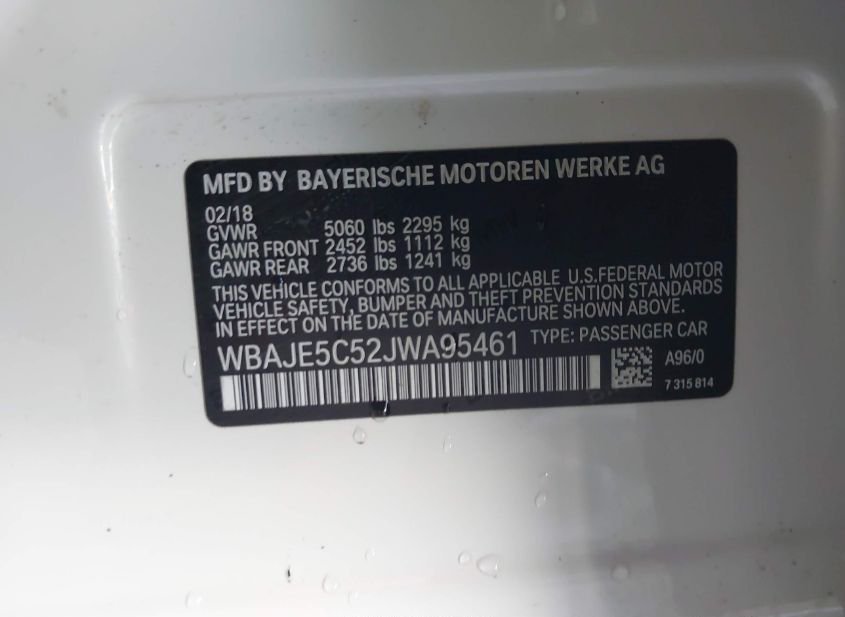 MFD BY BAYERISCHE MOTOREN WERKE AG
02/18
GVWR 5060 lbs 2295 kg
GAWR FRONT 2452 lbs 1112 kg
GAWR REAR 2736 lbs 1241 kg
THIS VEHICLE CONFORMS TO ALL APPLICABLE U.S.FEDERAL MOTOR
VEHICLE SAFETY, BUMPER AND THEFT PREVENTION STANDARDS
IN EFFECT ON THE DATE OF MANUFACTURE SHOWN ABOVE.
WBAJE5C52JWA95461 TYPE: PASSENGER CAR
A96/0
7 315 814